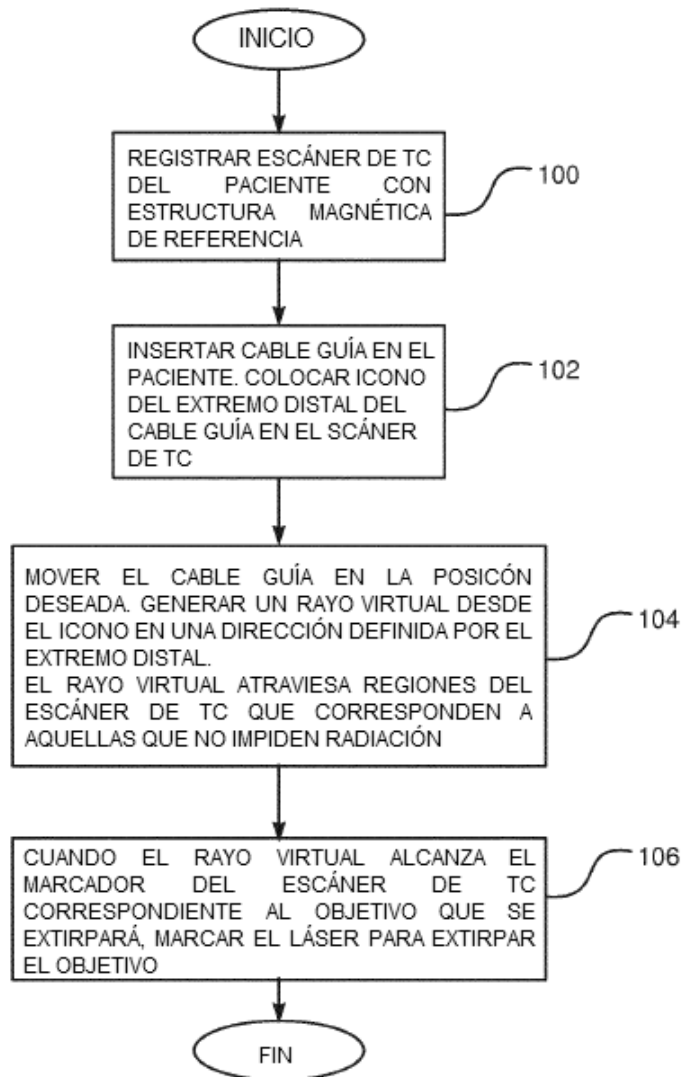 INICIO
REGISTRAR ESCÁNER DE TC
DEL PACIENTE CON
ESTRUCTURA MAGNÉTICA
DE REFERENCIA
100
INSERTAR CABLE GUÍA EN EL
PACIENTE. COLOCAR ICONO
DEL EXTREMO DISTAL DEL
CABLE GUÍA EN EL SCÁNER
DE TC
102
MOVER EL CABLE GUÍA EN LA POSICÓN
DESEADA. GENERAR UN RAYO VIRTUAL DESDE
EL ICONO EN UNA DIRECCIÓN DEFINIDA POR EL
EXTREMO DISTAL.
EL RAYO VIRTUAL ATRAVIESA REGIONES DEL
ESCÁNER DE TC QUE CORRESPONDEN A
AQUELLAS QUE NO IMPIDEN RADIACIÓN
104
CUANDO EL RAYO VIRTUAL ALCANZA EL
MARCADOR DEL ESCÁNER DE TC
CORRESPONDIENTE AL OBJETIVO QUE SE
EXTIRPARÁ, MARCAR EL LÁSER PARA EXTIRPAR
EL OBJETIVO
106
FIN